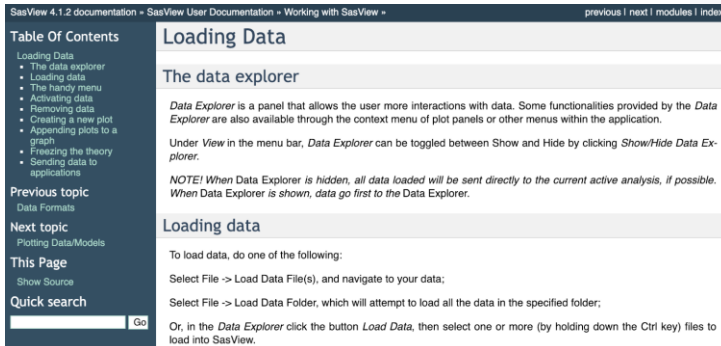 SasView 4.1.2 documentation » SasView User Documentation » Working with SasView »
previous | next | modules | index
Table Of Contents
Loading Data
• The data explorer
• Loading data
• The handy menu
• Activating data
• Removing data
• Creating a new plot
• Appending plots to a
graph
• Freezing the theory
• Sending data to
applications
Previous topic
Data Formats
Next topic
Plotting Data/Models
This Page
Show Source
Quick search
Go
Loading Data
The data explorer
Data Explorer is a panel that allows the user more interactions with data. Some functionalities provided by the Data
Explorer are also available through the context menu of plot panels or other menus within the application.
Under View in the menu bar, Data Explorer can be toggled between Show and Hide by clicking Show/Hide Data Ex-
plorer.
NOTE! When Data Explorer is hidden, all data loaded will be sent directly to the current active analysis, if possible.
When Data Explorer is shown, data go first to the Data Explorer.
Loading data
To load data, do one of the following:
Select File -> Load Data File(s), and navigate to your data;
Select File -> Load Data Folder, which will attempt to load all the data in the specified folder;
Or, in the Data Explorer click the button Load Data, then select one or more (by holding down the Ctrl key) files to
load into SasView.